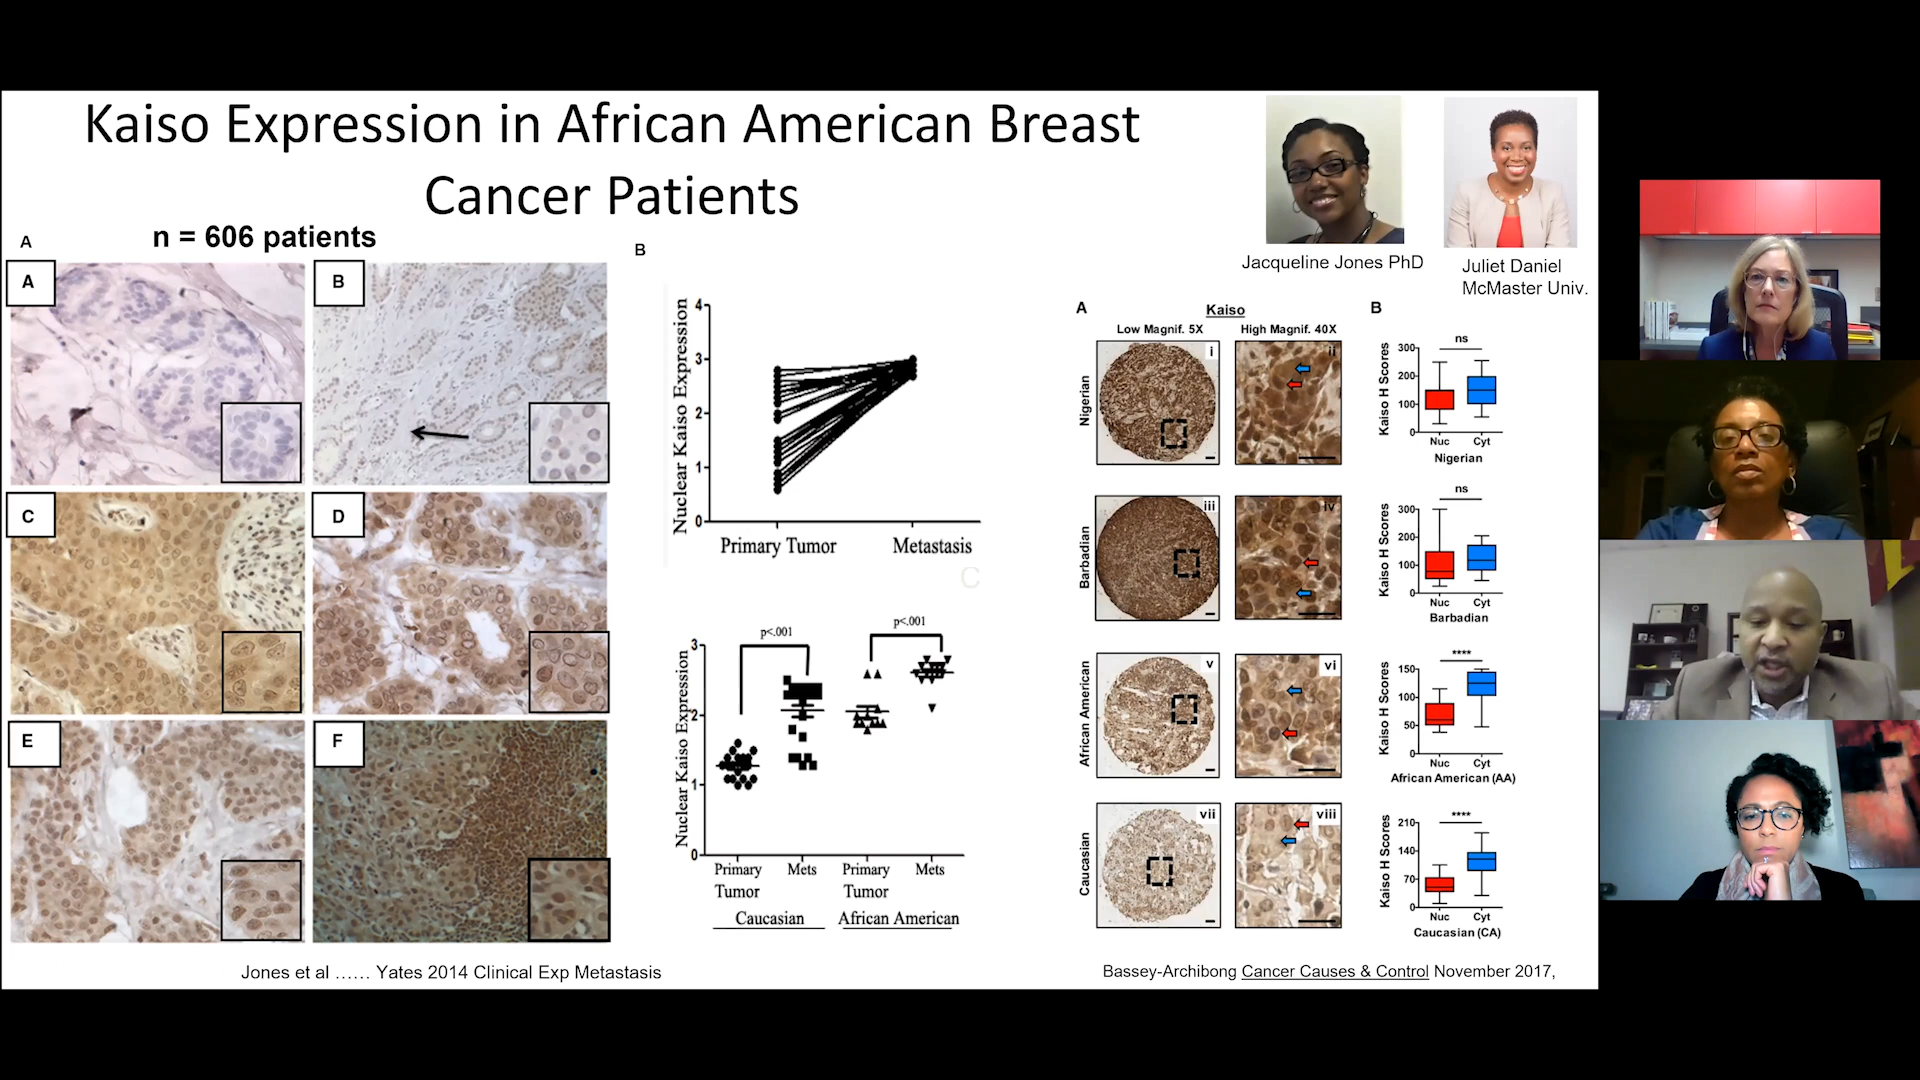 Kaiso Expression in African American Breast
Cancer Patients
Jacqueline Jones PhD
Juliet Daniel
McMaster Univ.
n = 606 patients
A
A
B
C
D
E
F
B
Nuclear Kaiso Expression
4
3
2
1
0
Primary Tumor
Metastasis
C
Nuclear Kaiso Expression
3
2
1
0
p<.001
p<.001
Primary
Tumor
Mets
Primary
Tumor
Mets
Caucasian
African American
Jones et al …… Yates 2014 Clinical Exp Metastasis
A
Kaiso
Low Magnif. 5X
High Magnif. 40X
Nigerian
i
ii
Barbadian
iii
iv
African American
v
vi
Caucasian
vii
viii
B
ns
Kaiso H Scores
300
200
100
0
Nuc
Cyt
Nigerian
ns
Kaiso H Scores
300
200
100
0
Nuc
Cyt
Barbadian
****
Kaiso H Scores
150
100
50
0
Nuc
Cyt
African American (AA)
****
Kaiso H Scores
210
140
70
0
Nuc
Cyt
Caucasian (CA)
Bassey-Archibong Cancer Causes & Control November 2017,